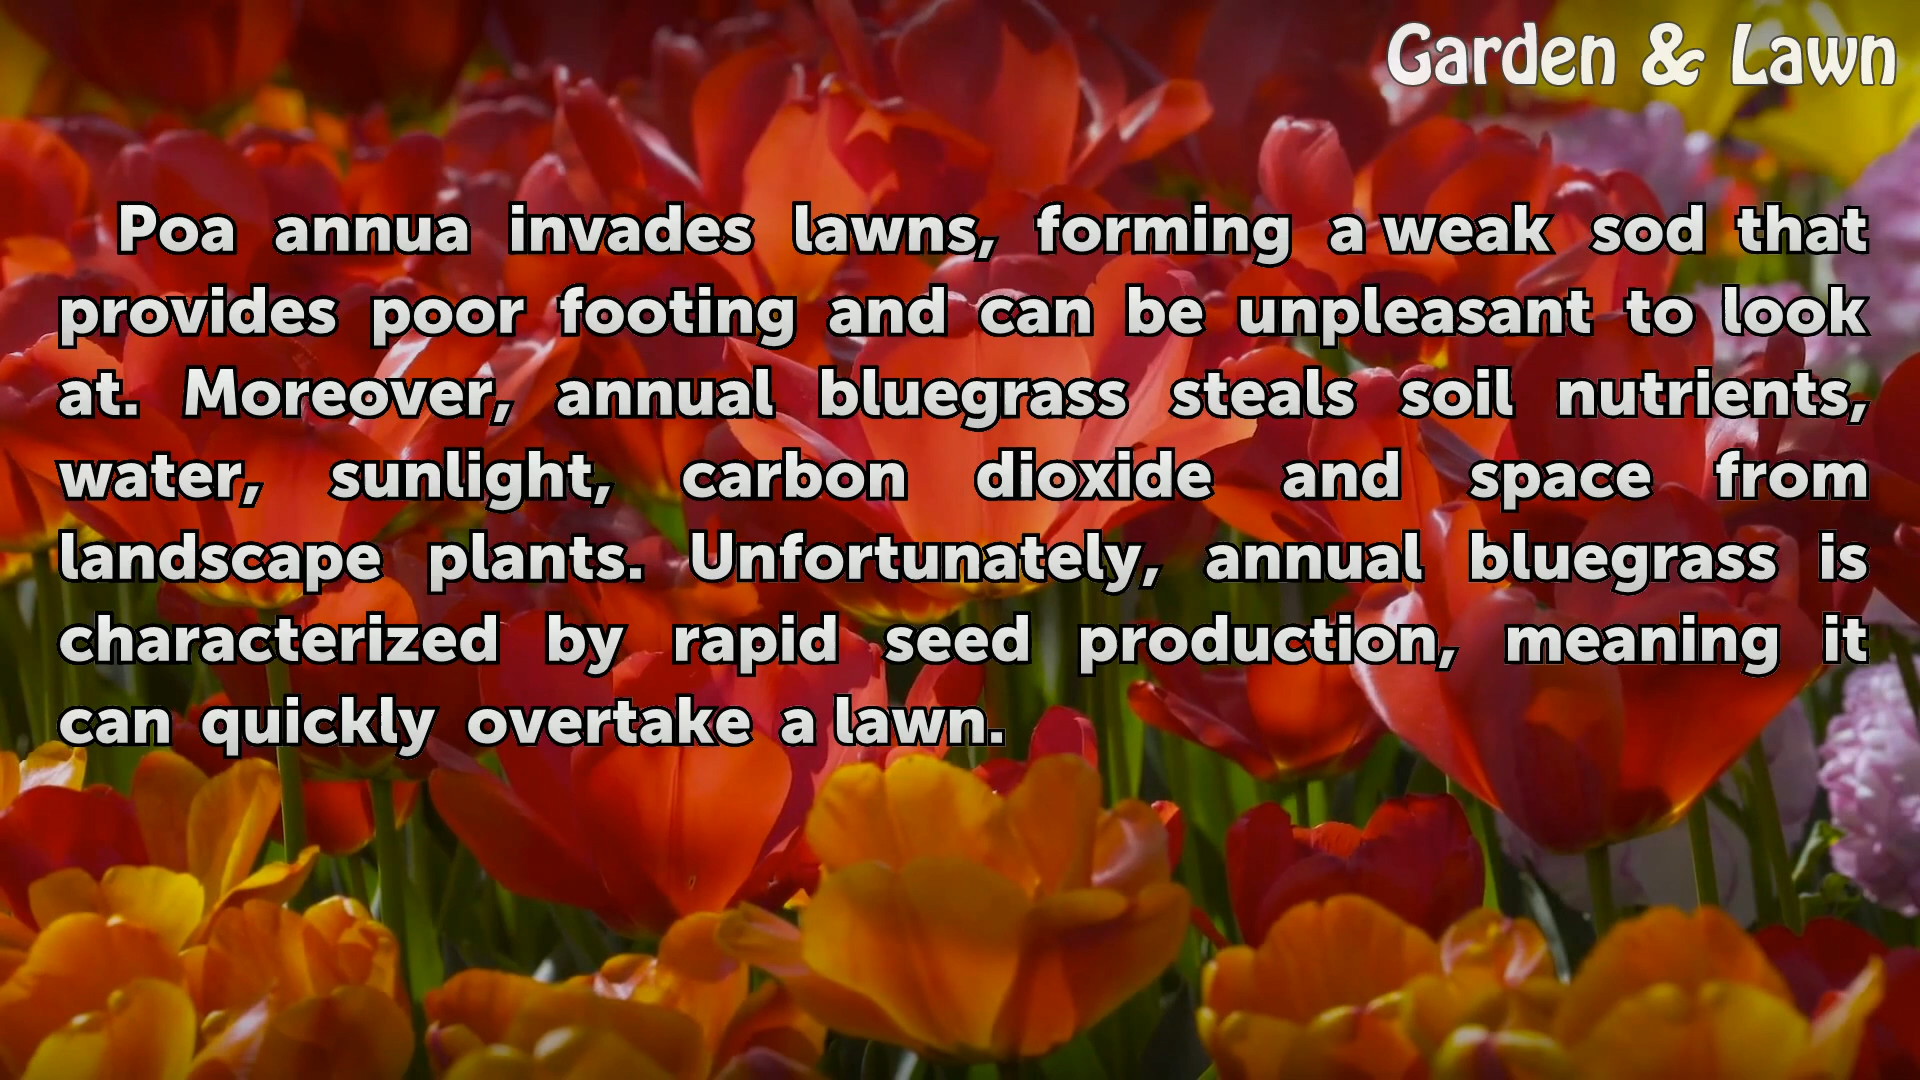 Garden & Lawn
Poa annua invades lawns, forming a weak sod that
provides poor footing and can be unpleasant to look
at. Moreover, annual bluegrass steals soil nutrients,
water, sunlight, carbon dioxide and space from
landscape plants. Unfortunately, annual bluegrass is
characterized by rapid seed production, meaning it
can quickly overtake a lawn.